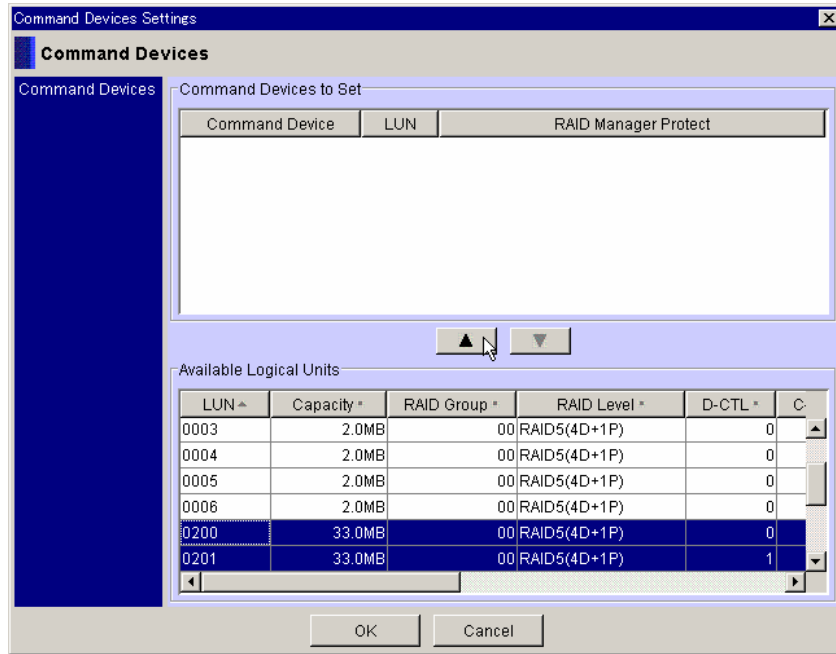 Command Devices Settings
Command Devices
Command Devices
Command Devices to Set
Command Device LUN RAID Manager Protect
Available Logical Units
LUN Capacity RAID Group RAID Level D-CTL C-
0003 2.0MB 00 RAID5(4D+1P) 0
0004 2.0MB 00 RAID5(4D+1P) 0
0005 2.0MB 00 RAID5(4D+1P) 0
0006 2.0MB 00 RAID5(4D+1P) 0
0200 33.0MB 00 RAID5(4D+1P) 0
0201 33.0MB 00 RAID5(4D+1P) 1
OK Cancel